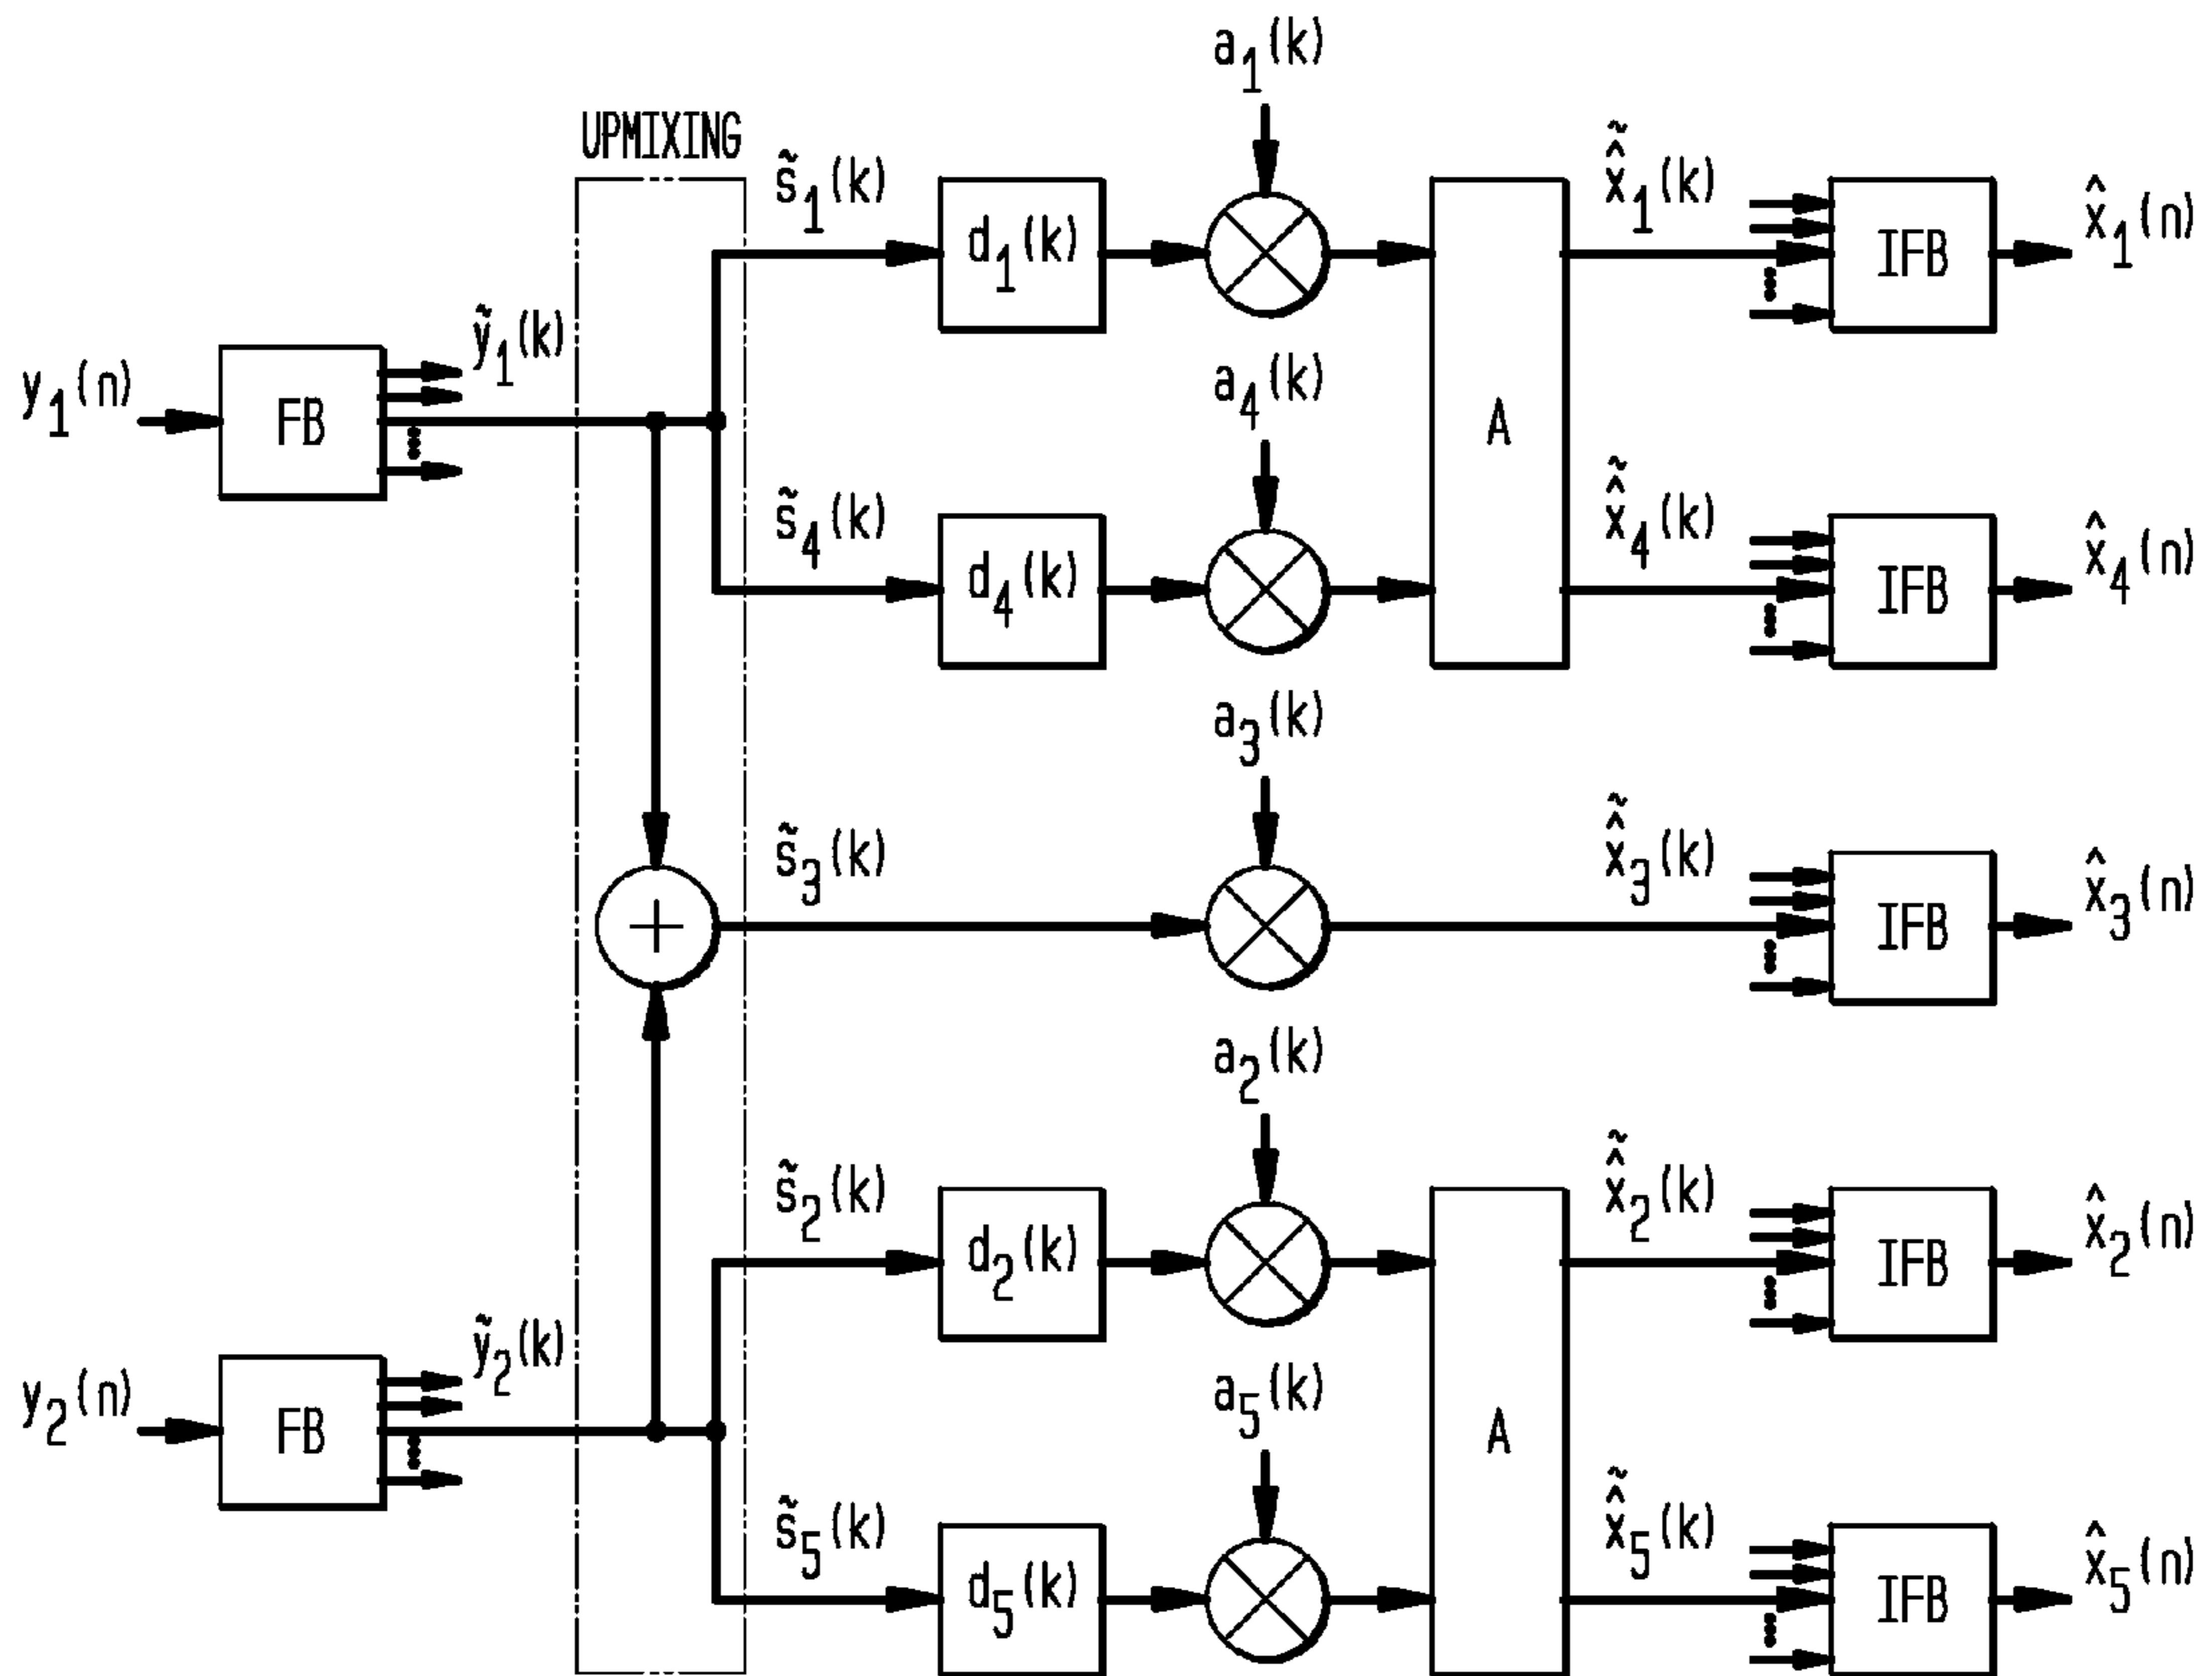 a₁(k)
UPMIXING
s̃₁(k)
d₁(k)
x̃̂₁(k)
IFB
x̂₁(n)
y₁(n)
FB
ỹ₁(k)
a₄(k)
A
s̃₄(k)
d₄(k)
x̃̂₄(k)
IFB
x̂₄(n)
a₃(k)
s̃₃(k)
x̃̂₃(k)
IFB
x̂₃(n)
a₂(k)
s̃₂(k)
d₂(k)
x̃̂₂(k)
IFB
x̂₂(n)
y₂(n)
FB
ỹ₂(k)
a₅(k)
A
s̃₅(k)
d₅(k)
x̃̂₅(k)
IFB
x̂₅(n)